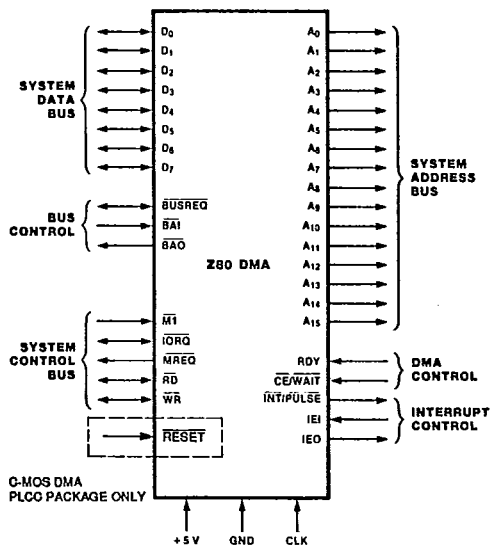 SYSTEM
DATA
BUS
D0
D1
D2
D3
D4
D5
D6
D7
BUS
CONTROL
BUSREQ
BAI
BAO
Z80 DMA
SYSTEM
CONTROL
BUS
M1
IORQ
MREQ
RD
WR
RESET
C-MOS DMA
PLCC PACKAGE ONLY
A0
A1
A2
A3
A4
A5
A6
A7
A8
A9
A10
A11
A12
A13
A14
A15
SYSTEM
ADDRESS
BUS
RDY
CE/WAIT
DMA
CONTROL
INT/PULSE
IEI
IEO
INTERRUPT
CONTROL
+5V
GND
CLK